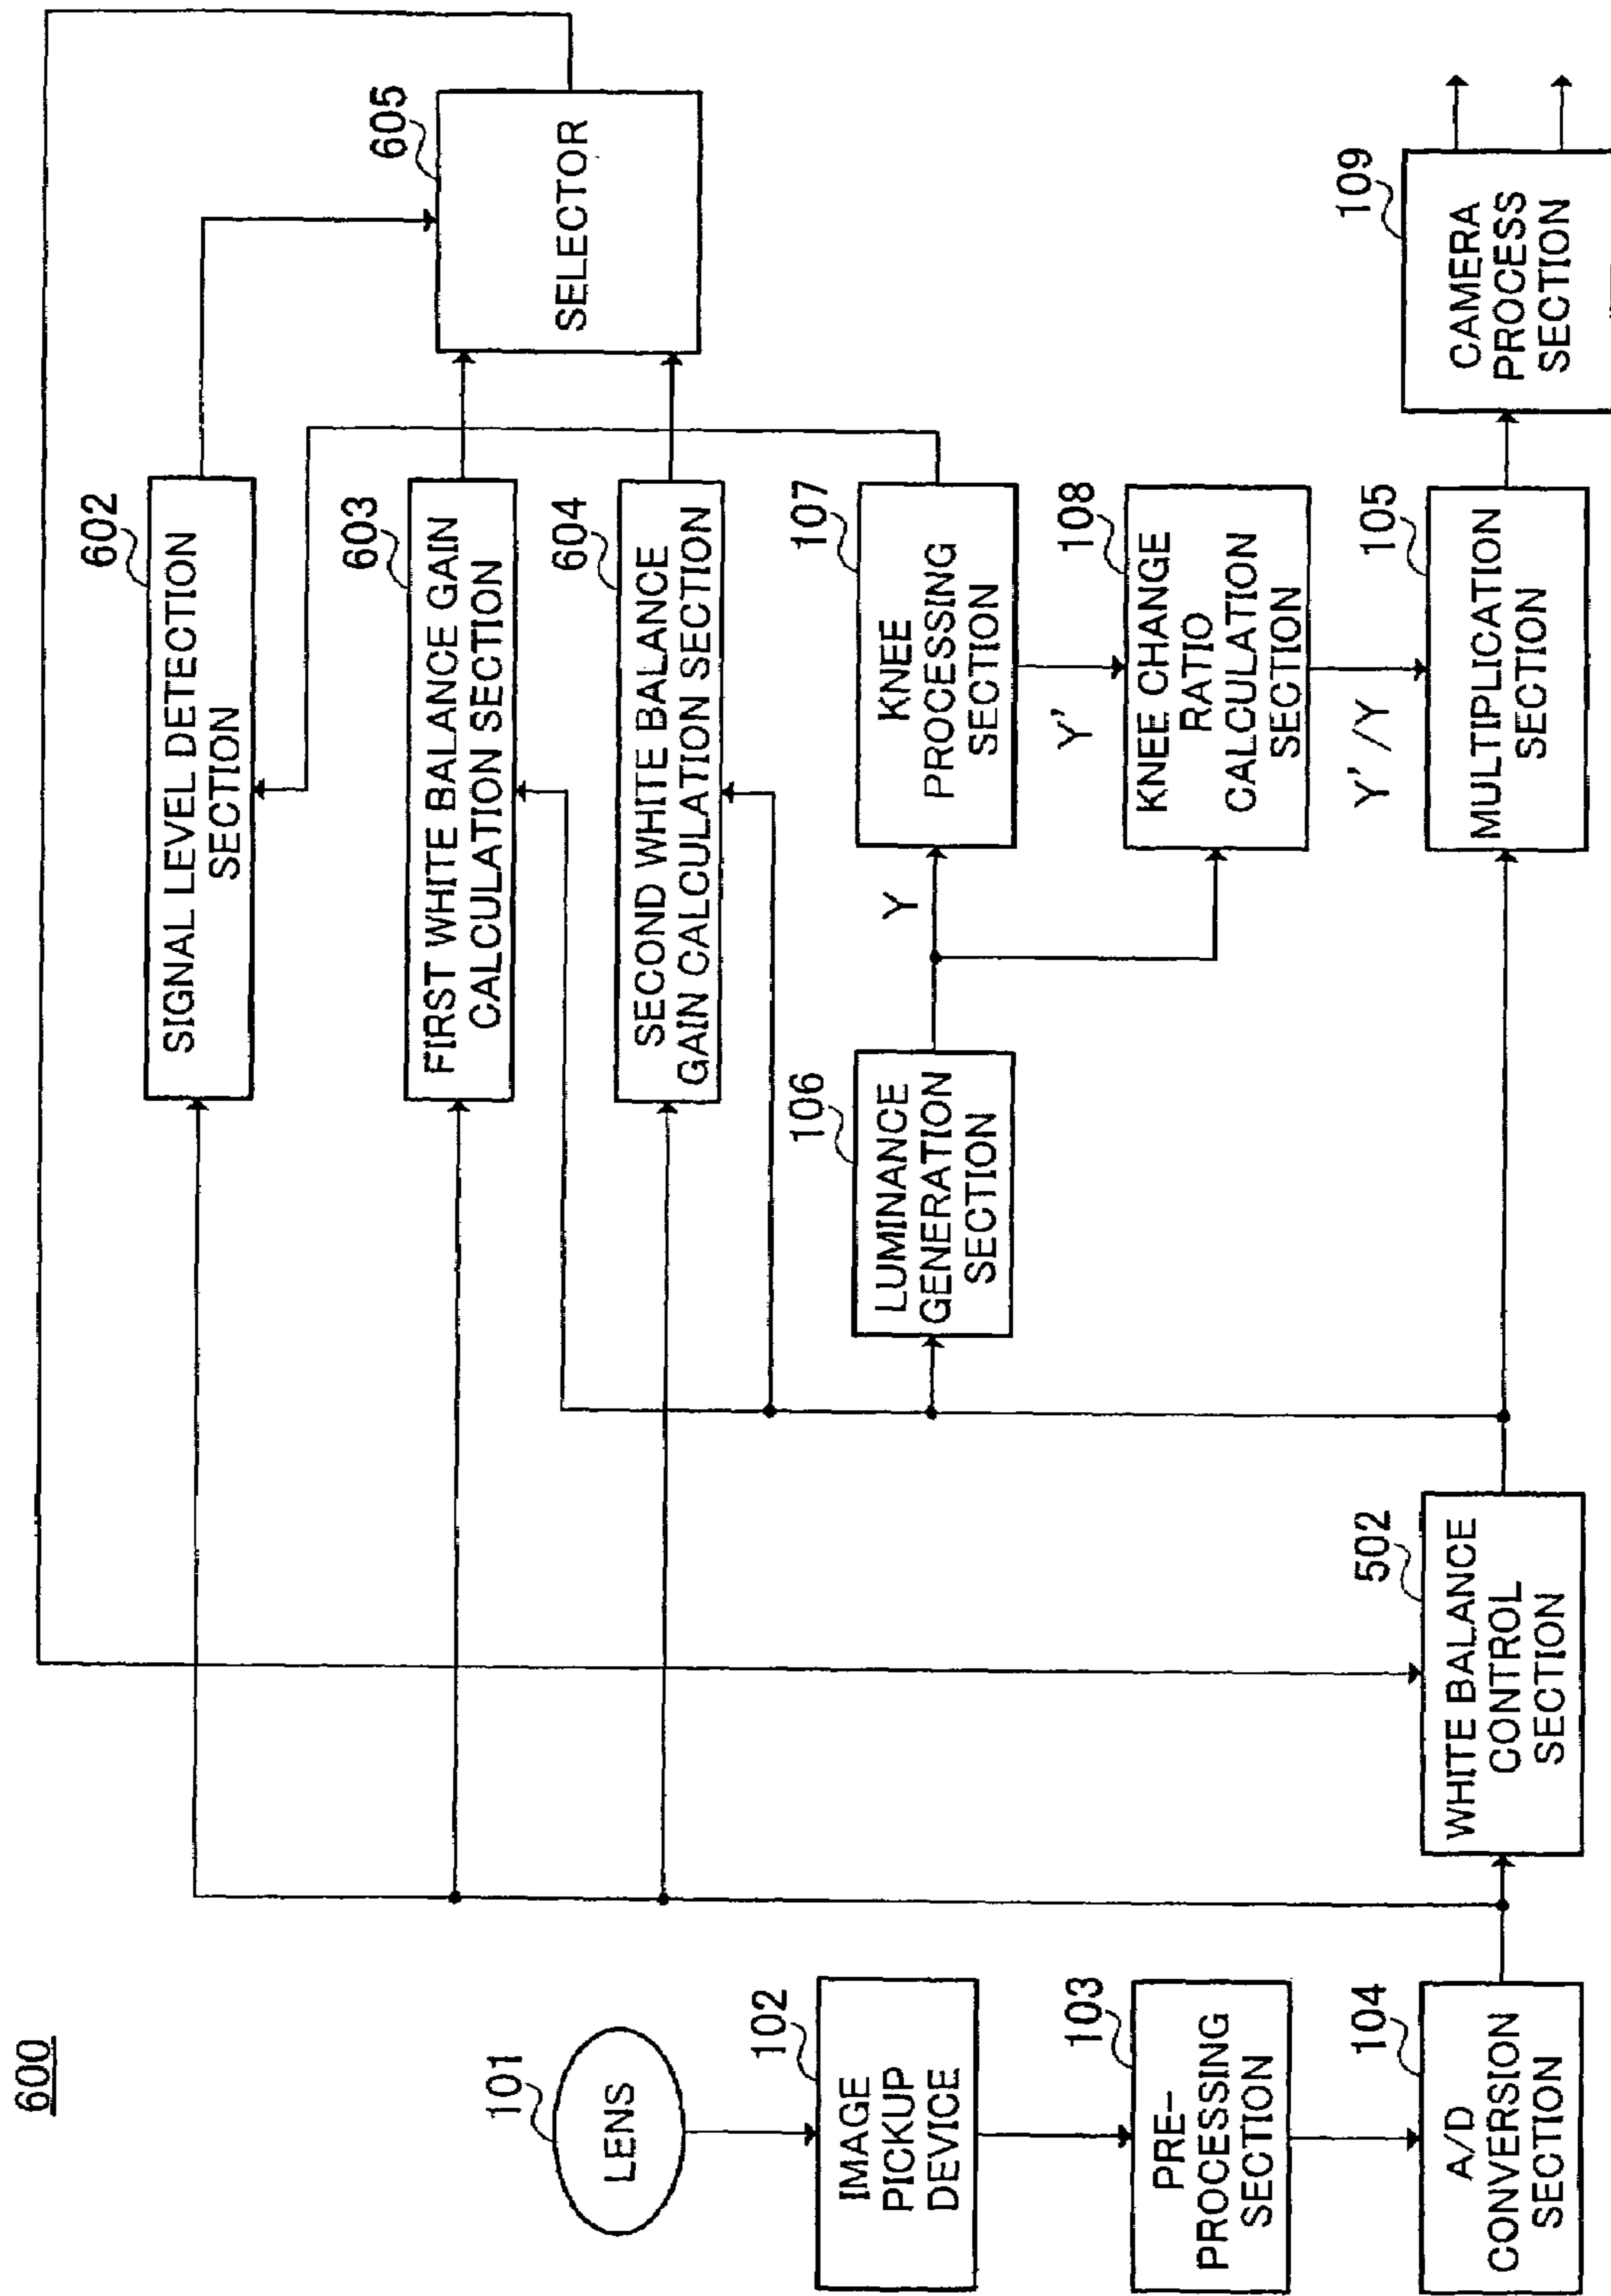 600
101
LENS
102
IMAGE
PICKUP
DEVICE
103
PRE-
PROCESSING
SECTION
104
A/D
CONVERSION
SECTION
502
WHITE BALANCE
CONTROL
SECTION
602
SIGNAL LEVEL DETECTION
SECTION
603
FIRST WHITE BALANCE GAIN
CALCULATION SECTION
604
SECOND WHITE BALANCE
GAIN CALCULATION SECTION
605
SELECTOR
106
LUMINANCE
GENERATION
SECTION
Y
107
KNEE
PROCESSING
SECTION
Y'
108
KNEE CHANGE
RATIO
CALCULATION
SECTION
Y'/Y
105
MULTIPLICATION
SECTION
109
CAMERA
PROCESS
SECTION